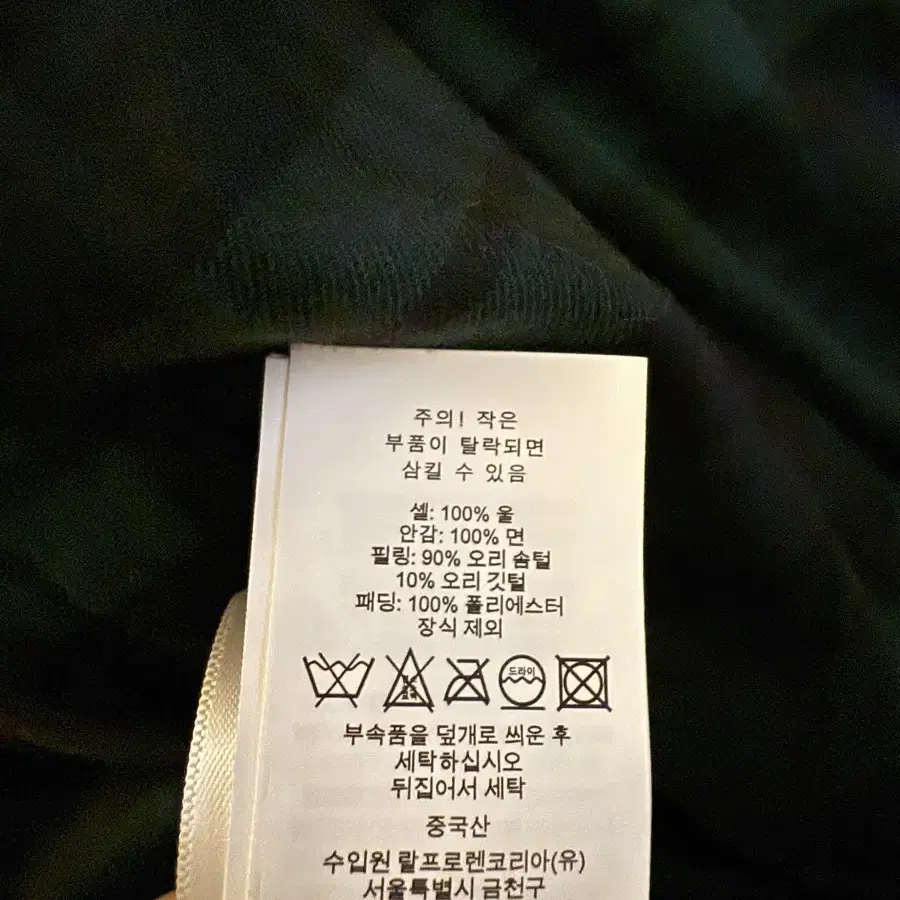 주의! 작은
부품이 탈락되면
삼킬 수 있음
셸: 100% 울
안감: 100% 면
필링: 90% 오리 솜털
10% 오리 깃털
패딩: 100% 폴리에스터
장식 제외
드라이
부속품을 덮개로 씌운 후
세탁하십시오
뒤집어서 세탁
중국산
수입원 랄프로렌코리아(유)
서울특별시 금천구